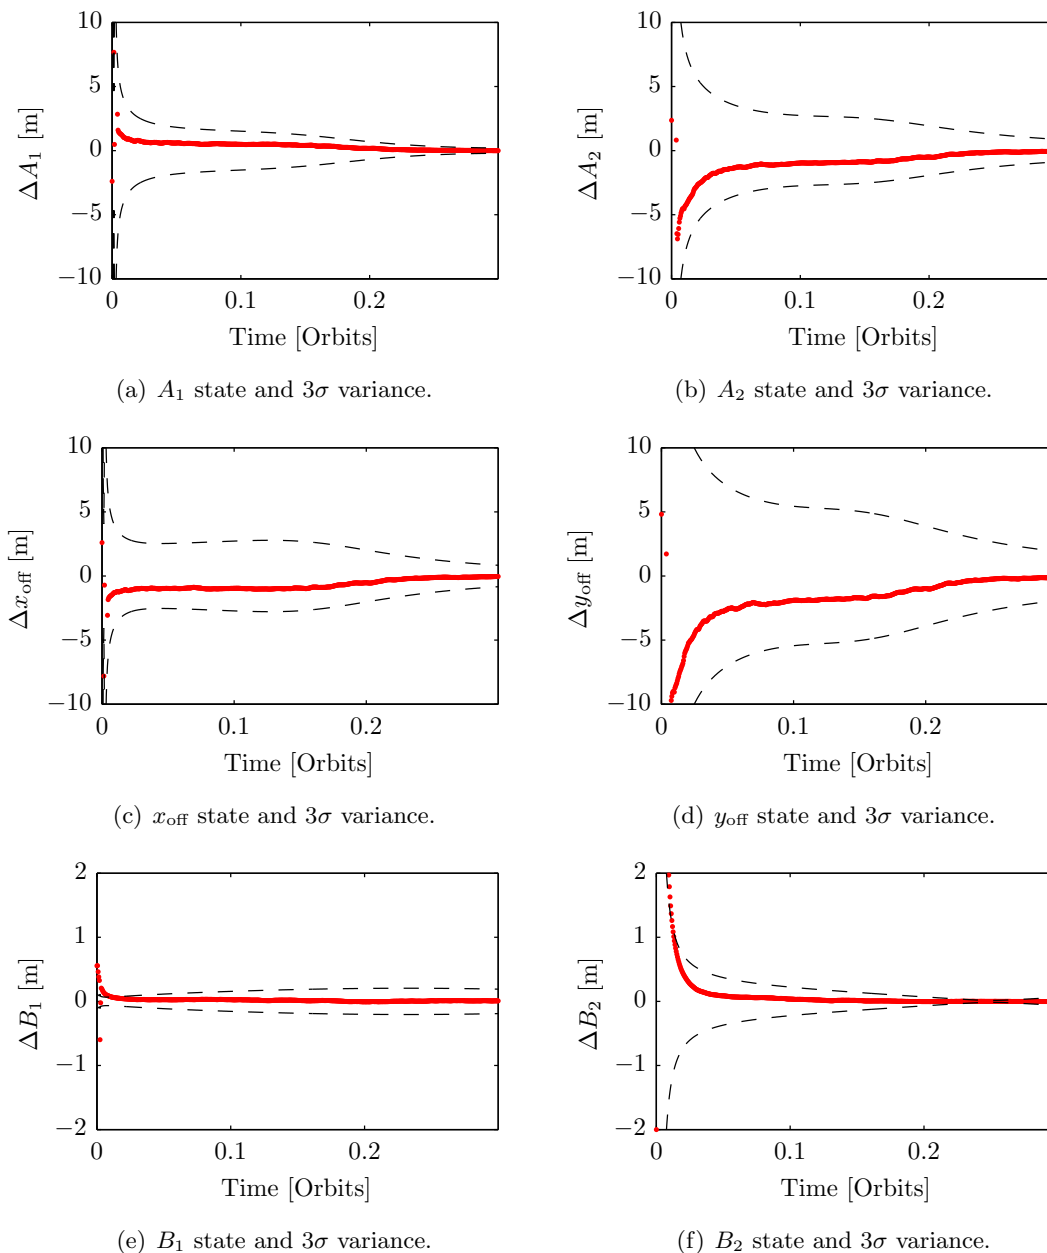 10
5
0
−5
−10
ΔA₁ [m]
0 0.1 0.2
Time [Orbits]
(a) A₁ state and 3σ variance.
10
5
0
−5
−10
ΔA₂ [m]
0 0.1 0.2
Time [Orbits]
(b) A₂ state and 3σ variance.
10
5
0
−5
−10
Δx_off [m]
0 0.1 0.2
Time [Orbits]
(c) x_off state and 3σ variance.
10
5
0
−5
−10
Δy_off [m]
0 0.1 0.2
Time [Orbits]
(d) y_off state and 3σ variance.
2
1
0
−1
−2
ΔB₁ [m]
0 0.1 0.2
Time [Orbits]
(e) B₁ state and 3σ variance.
2
1
0
−1
−2
ΔB₂ [m]
0 0.1 0.2
Time [Orbits]
(f) B₂ state and 3σ variance.